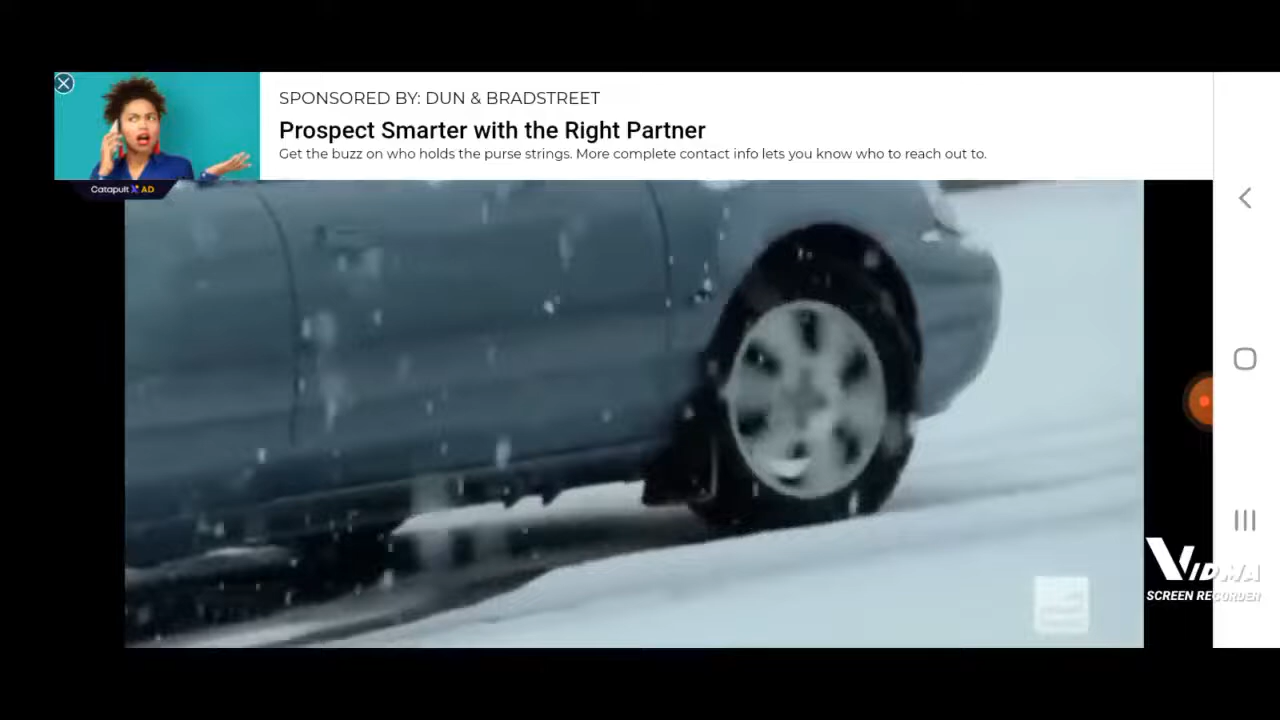 SPONSORED BY: DUN & BRADSTREET
Prospect Smarter with the Right Partner
Get the buzz on who holds the purse strings. More complete contact info lets you know who to reach out to.
Catapult X AD
VIDMA
SCREEN RECORDER